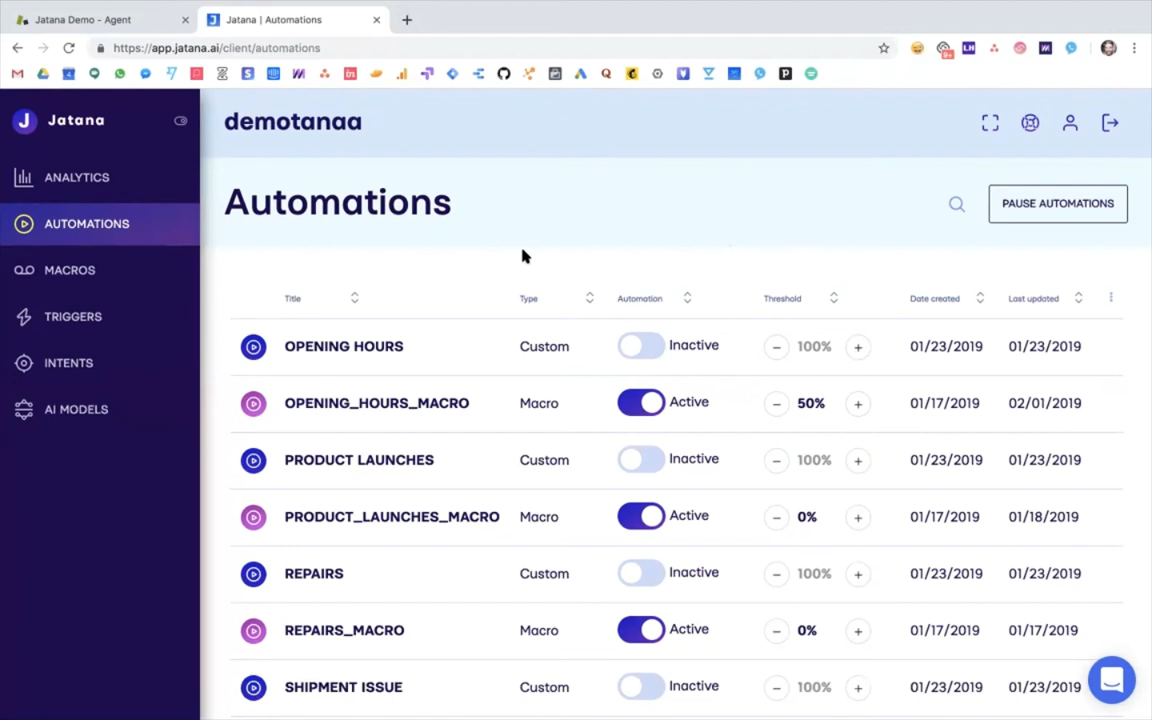 Jatana Demo - Agent
Jatana | Automations
https://app.jatana.ai/client/automations
Jatana
demotanaa
ANALYTICS
AUTOMATIONS
MACROS
TRIGGERS
INTENTS
AI MODELS
Automations
PAUSE AUTOMATIONS
Title Type Automation Threshold Date created Last updated
OPENING HOURS Custom Inactive 100% 01/23/2019 01/23/2019
OPENING_HOURS_MACRO Macro Active 50% 01/17/2019 02/01/2019
PRODUCT LAUNCHES Custom Inactive 100% 01/23/2019 01/23/2019
PRODUCT_LAUNCHES_MACRO Macro Active 0% 01/17/2019 01/18/2019
REPAIRS Custom Inactive 100% 01/23/2019 01/23/2019
REPAIRS_MACRO Macro Active 0% 01/17/2019 01/17/2019
SHIPMENT ISSUE Custom Inactive 100% 01/23/2019 01/23/2019